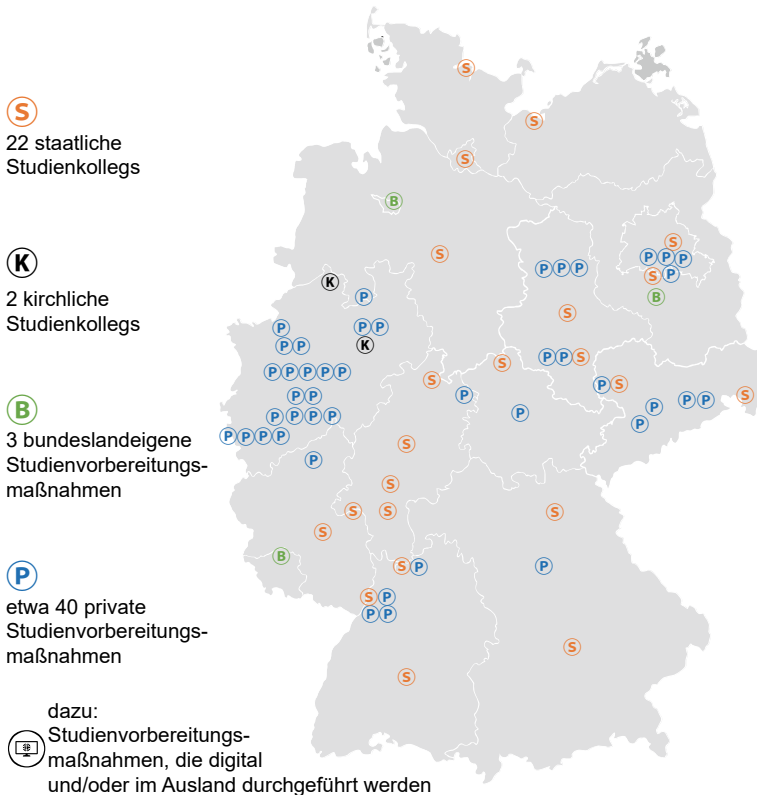 S
22 staatliche
Studienkollegs
K
2 kirchliche
Studienkollegs
B
3 bundeslandeigene
Studienvorbereitungs-
maßnahmen
P
etwa 40 private
Studienvorbereitungs-
maßnahmen
dazu:
Studienvorbereitungs-
maßnahmen, die digital
und/oder im Ausland durchgeführt werden
S
S
S
B
S
S
P P P
P P P
S P
K
P
B
S
P
P P
P P
K
P P S
S
P P P P P
S
P S
P
P P
S
P P
P
P
P P P P
P
P P P P
S
P
S
S S
S
S
B
S P
P
S P
P P
S
S